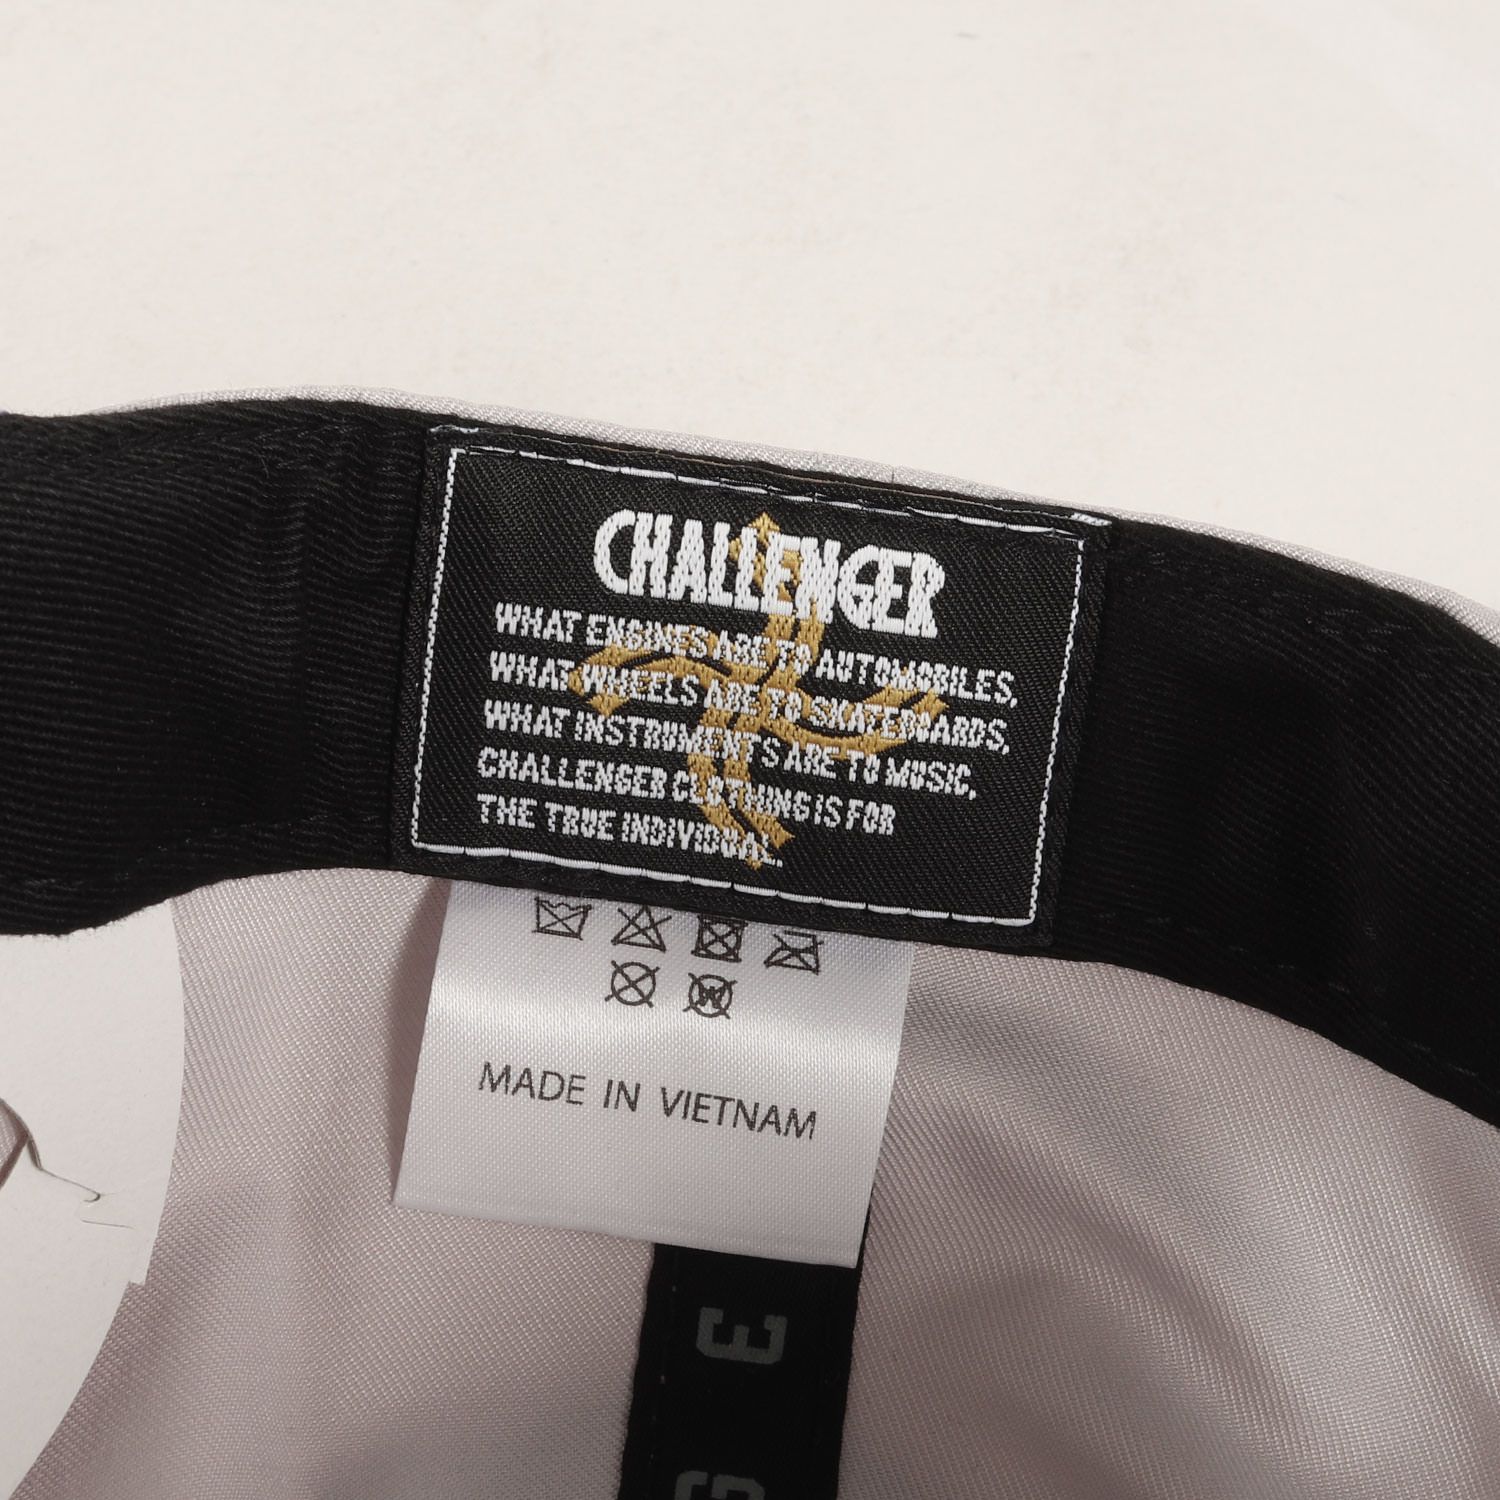 CHALLENGER
WHAT ENGINES ARE TO AUTOMOBILES,
WHAT WHEELS ARE TO SKATEBOARDS,
WHAT INSTRUMENTS ARE TO MUSIC,
CHALLENGER CLOTHING IS FOR
THE TRUE INDIVIDUAL.
W
MADE IN VIETNAM
E
G